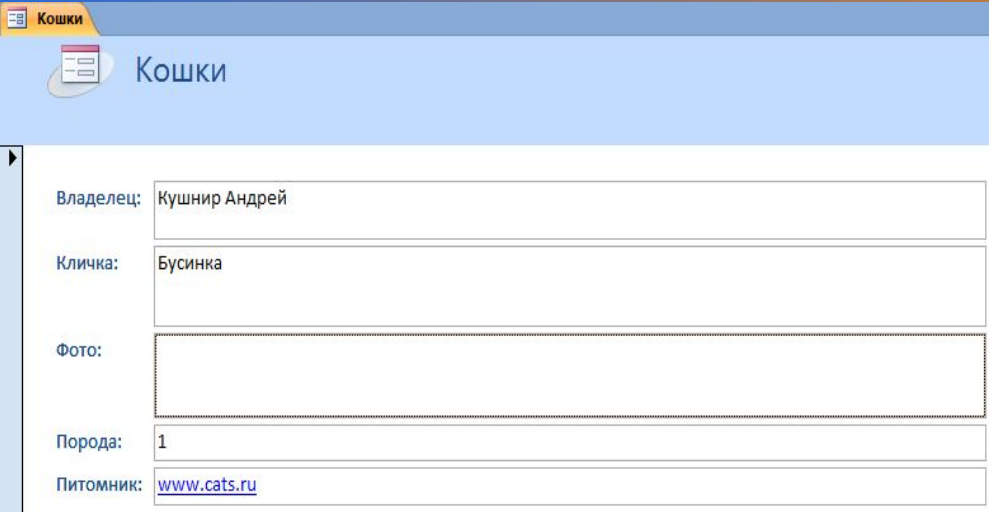 Кошки
Кошки
Владелец: Кушнир Андрей
Кличка: Бусинка
Фото:
Порода: 1
Питомник: www.cats.ru